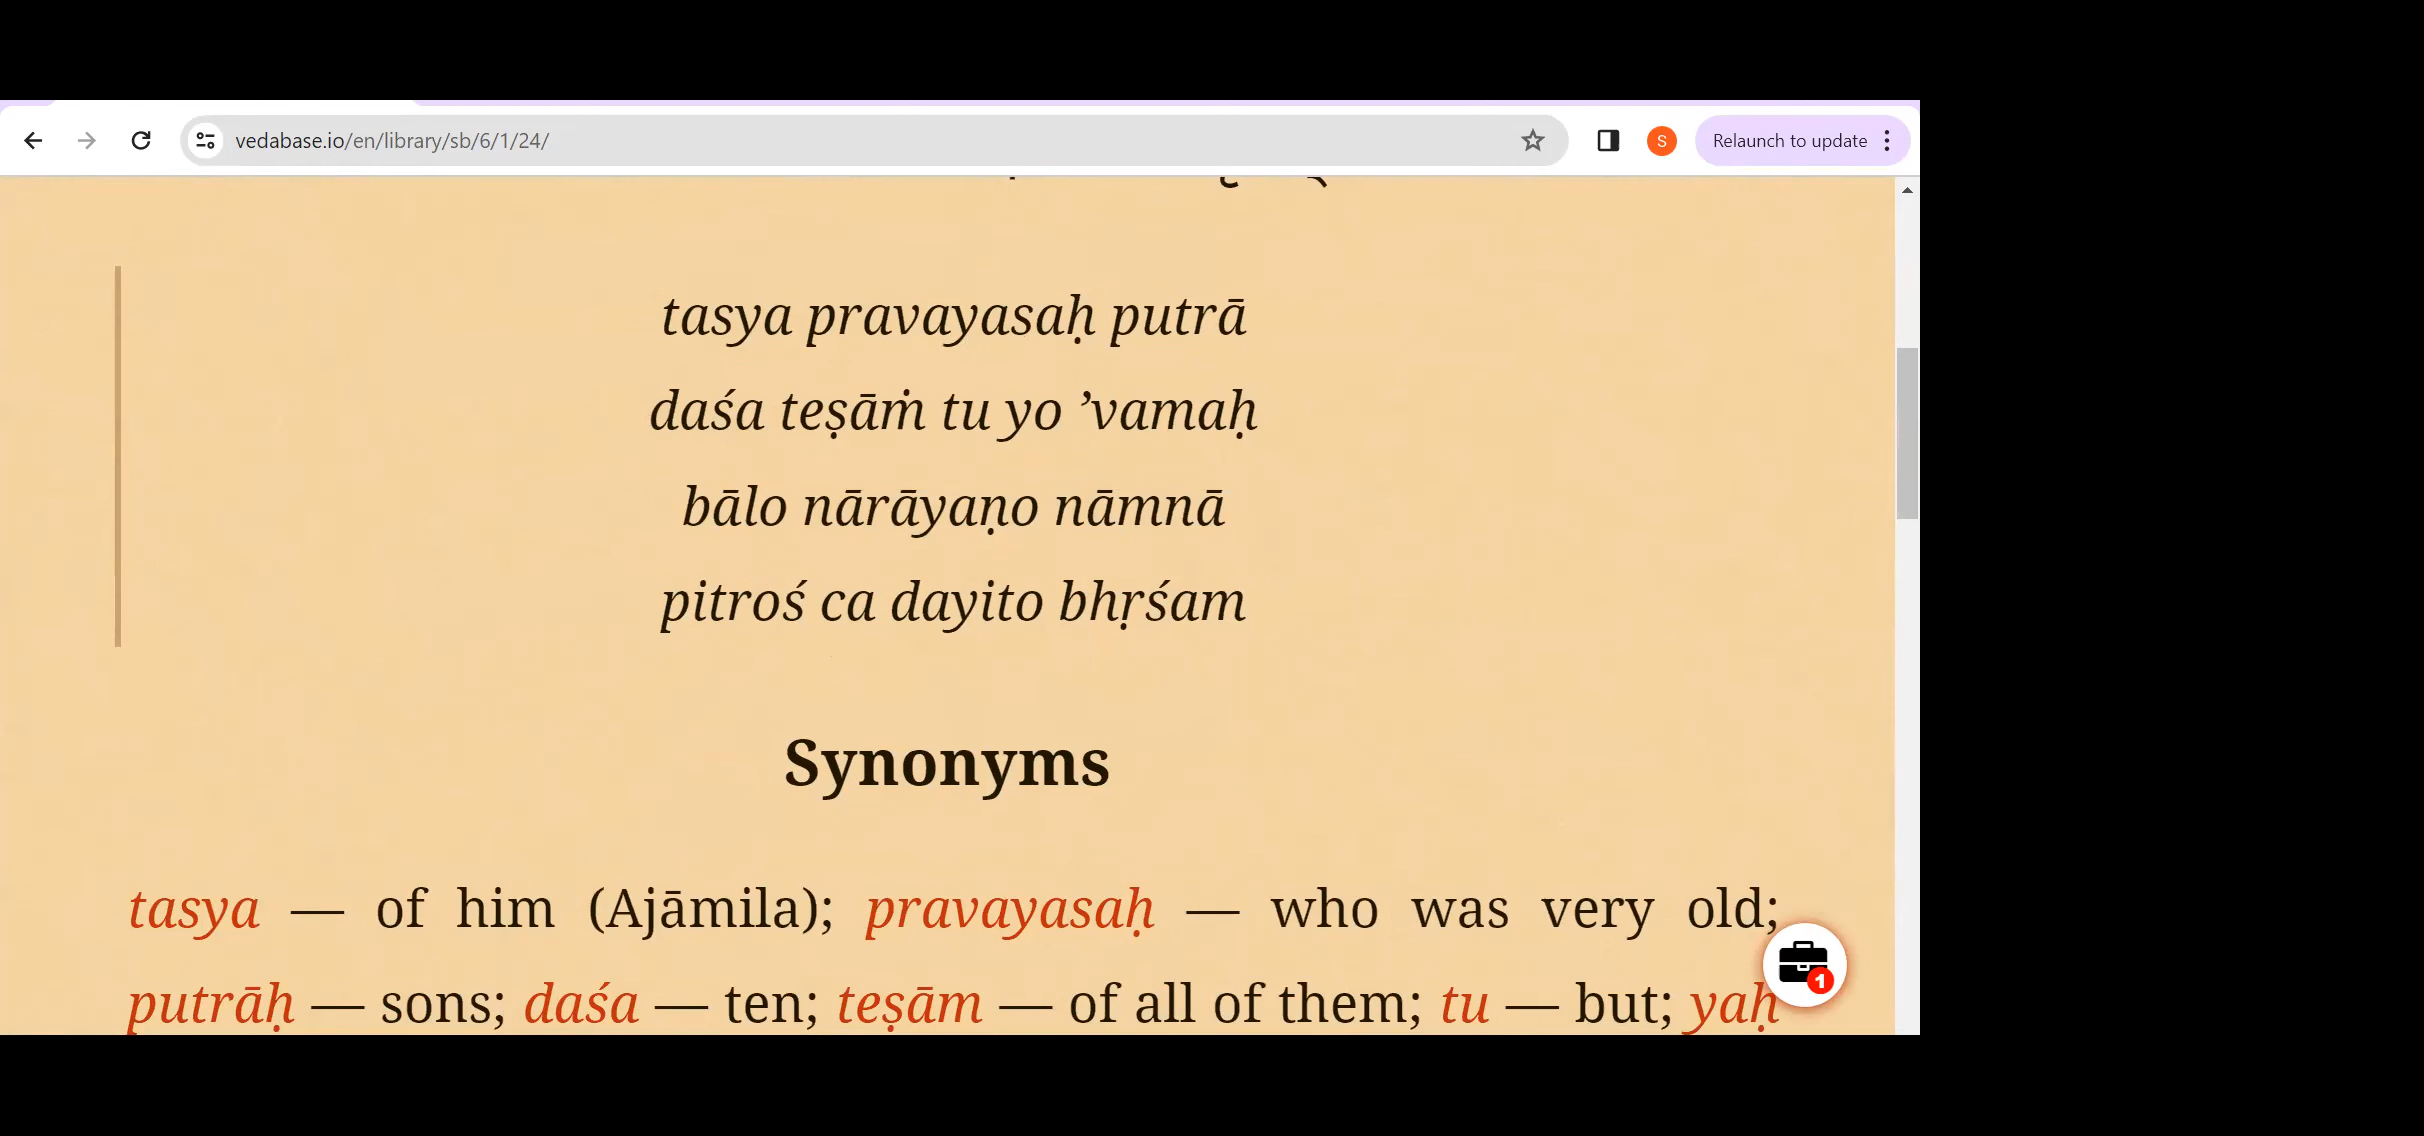 vedabase.io/en/library/sb/6/1/24/
S
Relaunch to update
tasya pravayasaḥ putrā
daśa teṣāṁ tu yo ’vamaḥ
bālo nārāyaṇo nāmnā
pitroś ca dayito bhṛśam
Synonyms
tasya — of him (Ajāmila); pravayasaḥ — who was very old;
putrāḥ — sons; daśa — ten; teṣām — of all of them; tu — but; yaḥ
1